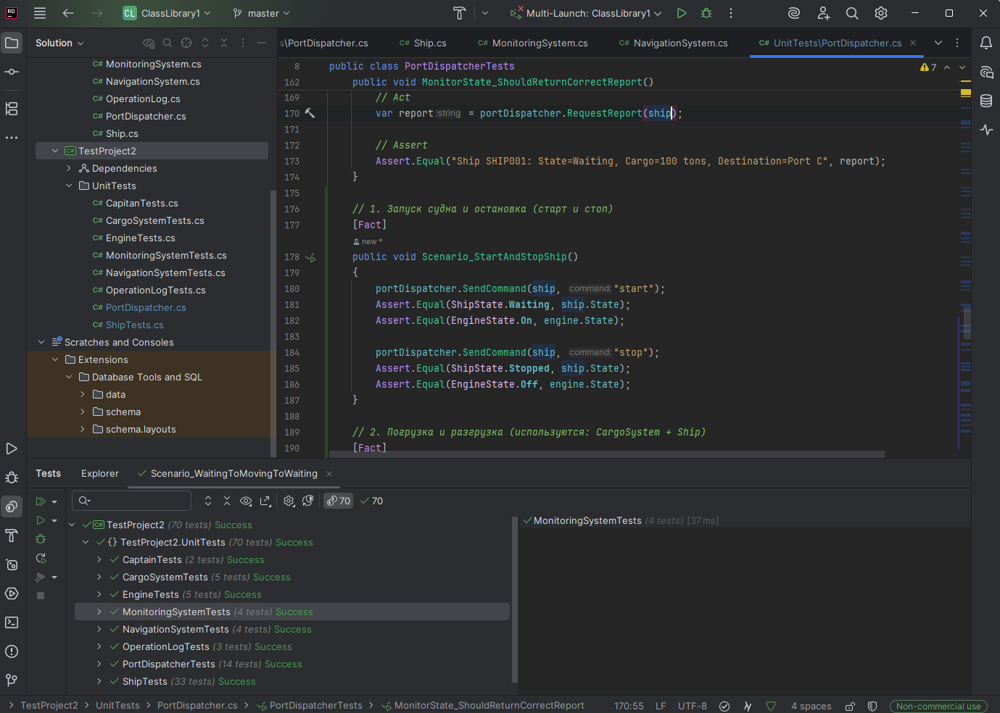 RD
CL ClassLibrary1
master
Multi-Launch: ClassLibrary1
Solution
s\PortDispatcher.cs
C# Ship.cs
C# MonitoringSystem.cs
C# NavigationSystem.cs
C# UnitTests\PortDispatcher.cs
C# MonitoringSystem.cs
C# NavigationSystem.cs
C# OperationLog.cs
C# PortDispatcher.cs
C# Ship.cs
C# TestProject2
Dependencies
UnitTests
C# CapitanTests.cs
C# CargoSystemTests.cs
C# EngineTests.cs
C# MonitoringSystemTests.cs
C# NavigationSystemTests.cs
C# OperationLogTests.cs
C# PortDispatcher.cs
C# ShipTests.cs
Scratches and Consoles
Extensions
Database Tools and SQL
data
schema
schema.layouts
8 public class PortDispatcherTests
7
162 public void MonitorState_ShouldReturnCorrectReport()
169 // Act
170 var report :string = portDispatcher.RequestReport(ship);
171
172 // Assert
173 Assert.Equal("Ship SHIP001: State=Waiting, Cargo=100 tons, Destination=Port C", report);
174 }
175
176 // 1. Запуск судна и остановка (старт и стоп)
177 [Fact]
new *
178 public void Scenario_StartAndStopShip()
179 {
180 portDispatcher.SendCommand(ship, command: "start");
181 Assert.Equal(ShipState.Waiting, ship.State);
182 Assert.Equal(EngineState.On, engine.State);
183
184 portDispatcher.SendCommand(ship, command: "stop");
185 Assert.Equal(ShipState.Stopped, ship.State);
186 Assert.Equal(EngineState.Off, engine.State);
187 }
188
189 // 2. Погрузка и разгрузка (используются: CargoSystem + Ship)
190 [Fact]
Tests
Explorer
Scenario_WaitingToMovingToWaiting
70
70
C# TestProject2 (70 tests) Success
{} TestProject2.UnitTests (70 tests) Success
CaptainTests (2 tests) Success
CargoSystemTests (5 tests) Success
EngineTests (5 tests) Success
MonitoringSystemTests (4 tests) Success
NavigationSystemTests (4 tests) Success
OperationLogTests (3 tests) Success
PortDispatcherTests (14 tests) Success
ShipTests (33 tests) Success
MonitoringSystemTests (4 tests) [37 ms]
TestProject2 > UnitTests > PortDispatcher.cs > PortDispatcherTests > MonitorState_ShouldReturnCorrectReport
170:55
LF
UTF-8
4 spaces
Non-commercial use